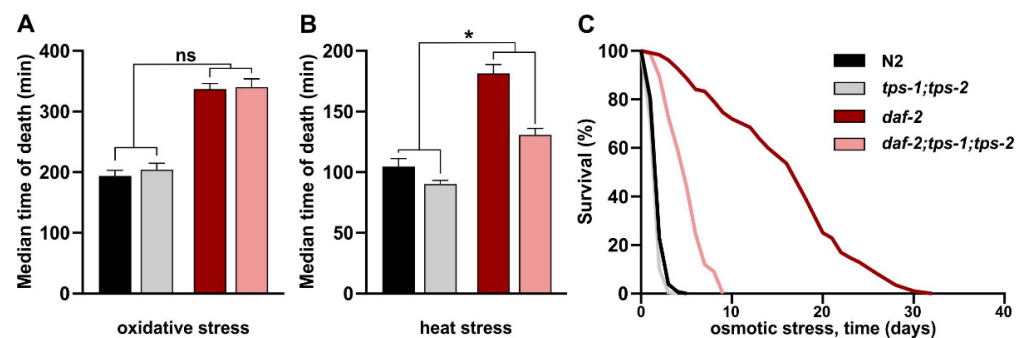 A
Median time of death (min)
400
300
200
100
0
ns
oxidative stress
B
Median time of death (min)
200
150
100
50
0
*
heat stress
C
Survival (%)
100
80
60
40
20
0
0 10 20 30 40
osmotic stress, time (days)
N2
tps-1;tps-2
daf-2
daf-2;tps-1;tps-2